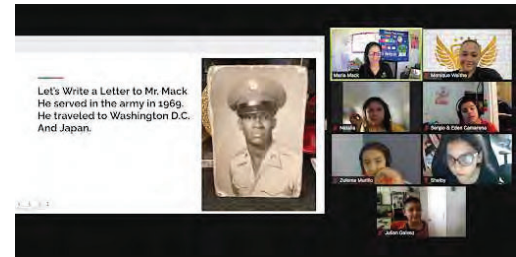 Let's Write a Letter to Mr. Mack
He served in the army in 1969.
He traveled to Washington D.C.
And Japan.
Maria Mack
Monique Waithe
Natalia
Sergio & Eden Camarena
Zulema Murillo
Shelby
Julian Galvez